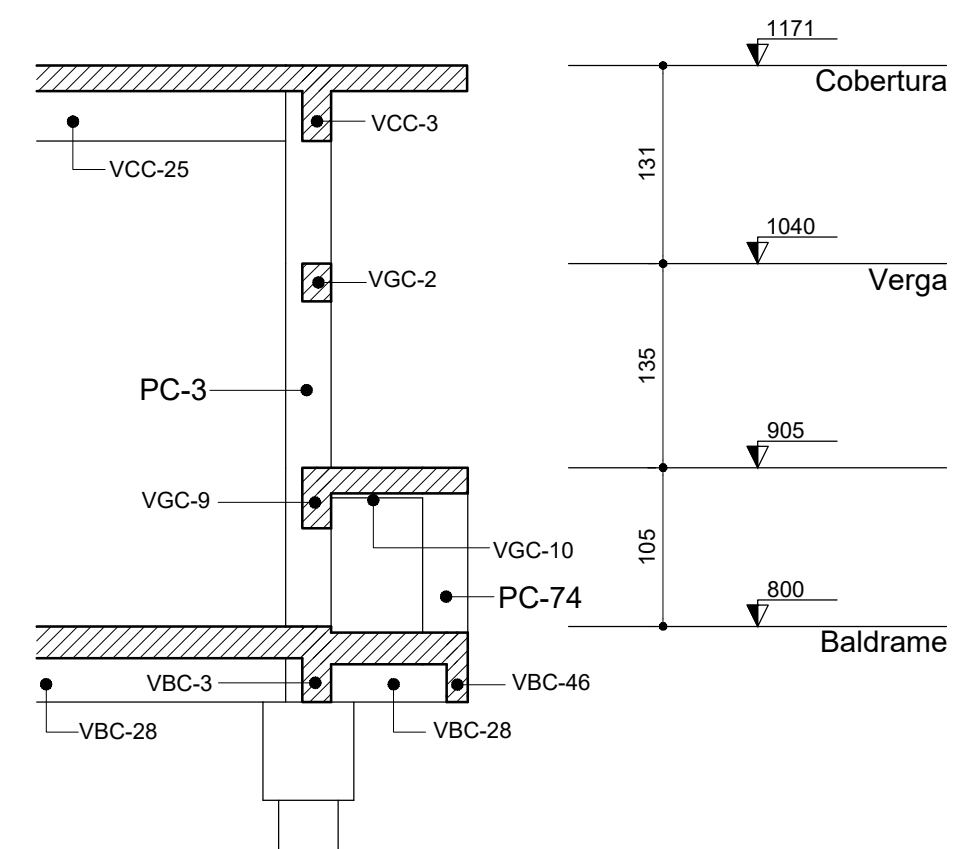 1171
Cobertura
VCC-3
VCC-25
131
1040
Verga
VGC-2
135
PC-3
905
VGC-9
VGC-10
105
PC-74
800
Baldrame
VBC-3
VBC-46
VBC-28
VBC-28